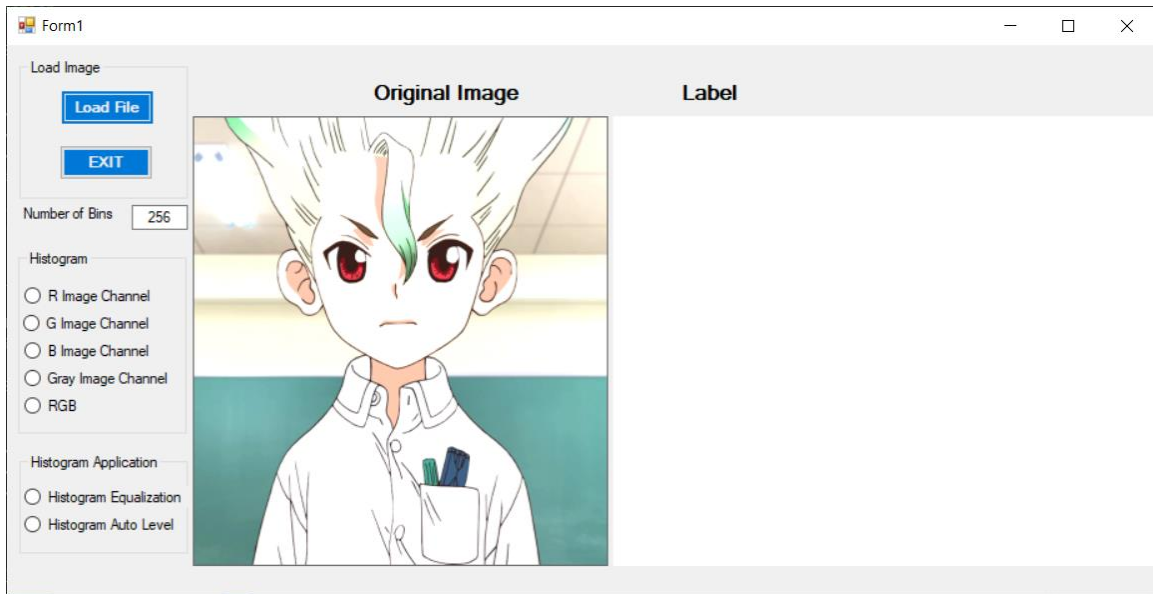 Form1
Load Image
Load File
EXIT
Number of Bins 256
Histogram
R Image Channel
G Image Channel
B Image Channel
Gray Image Channel
RGB
Histogram Application
Histogram Equalization
Histogram Auto Level
Original Image
Label